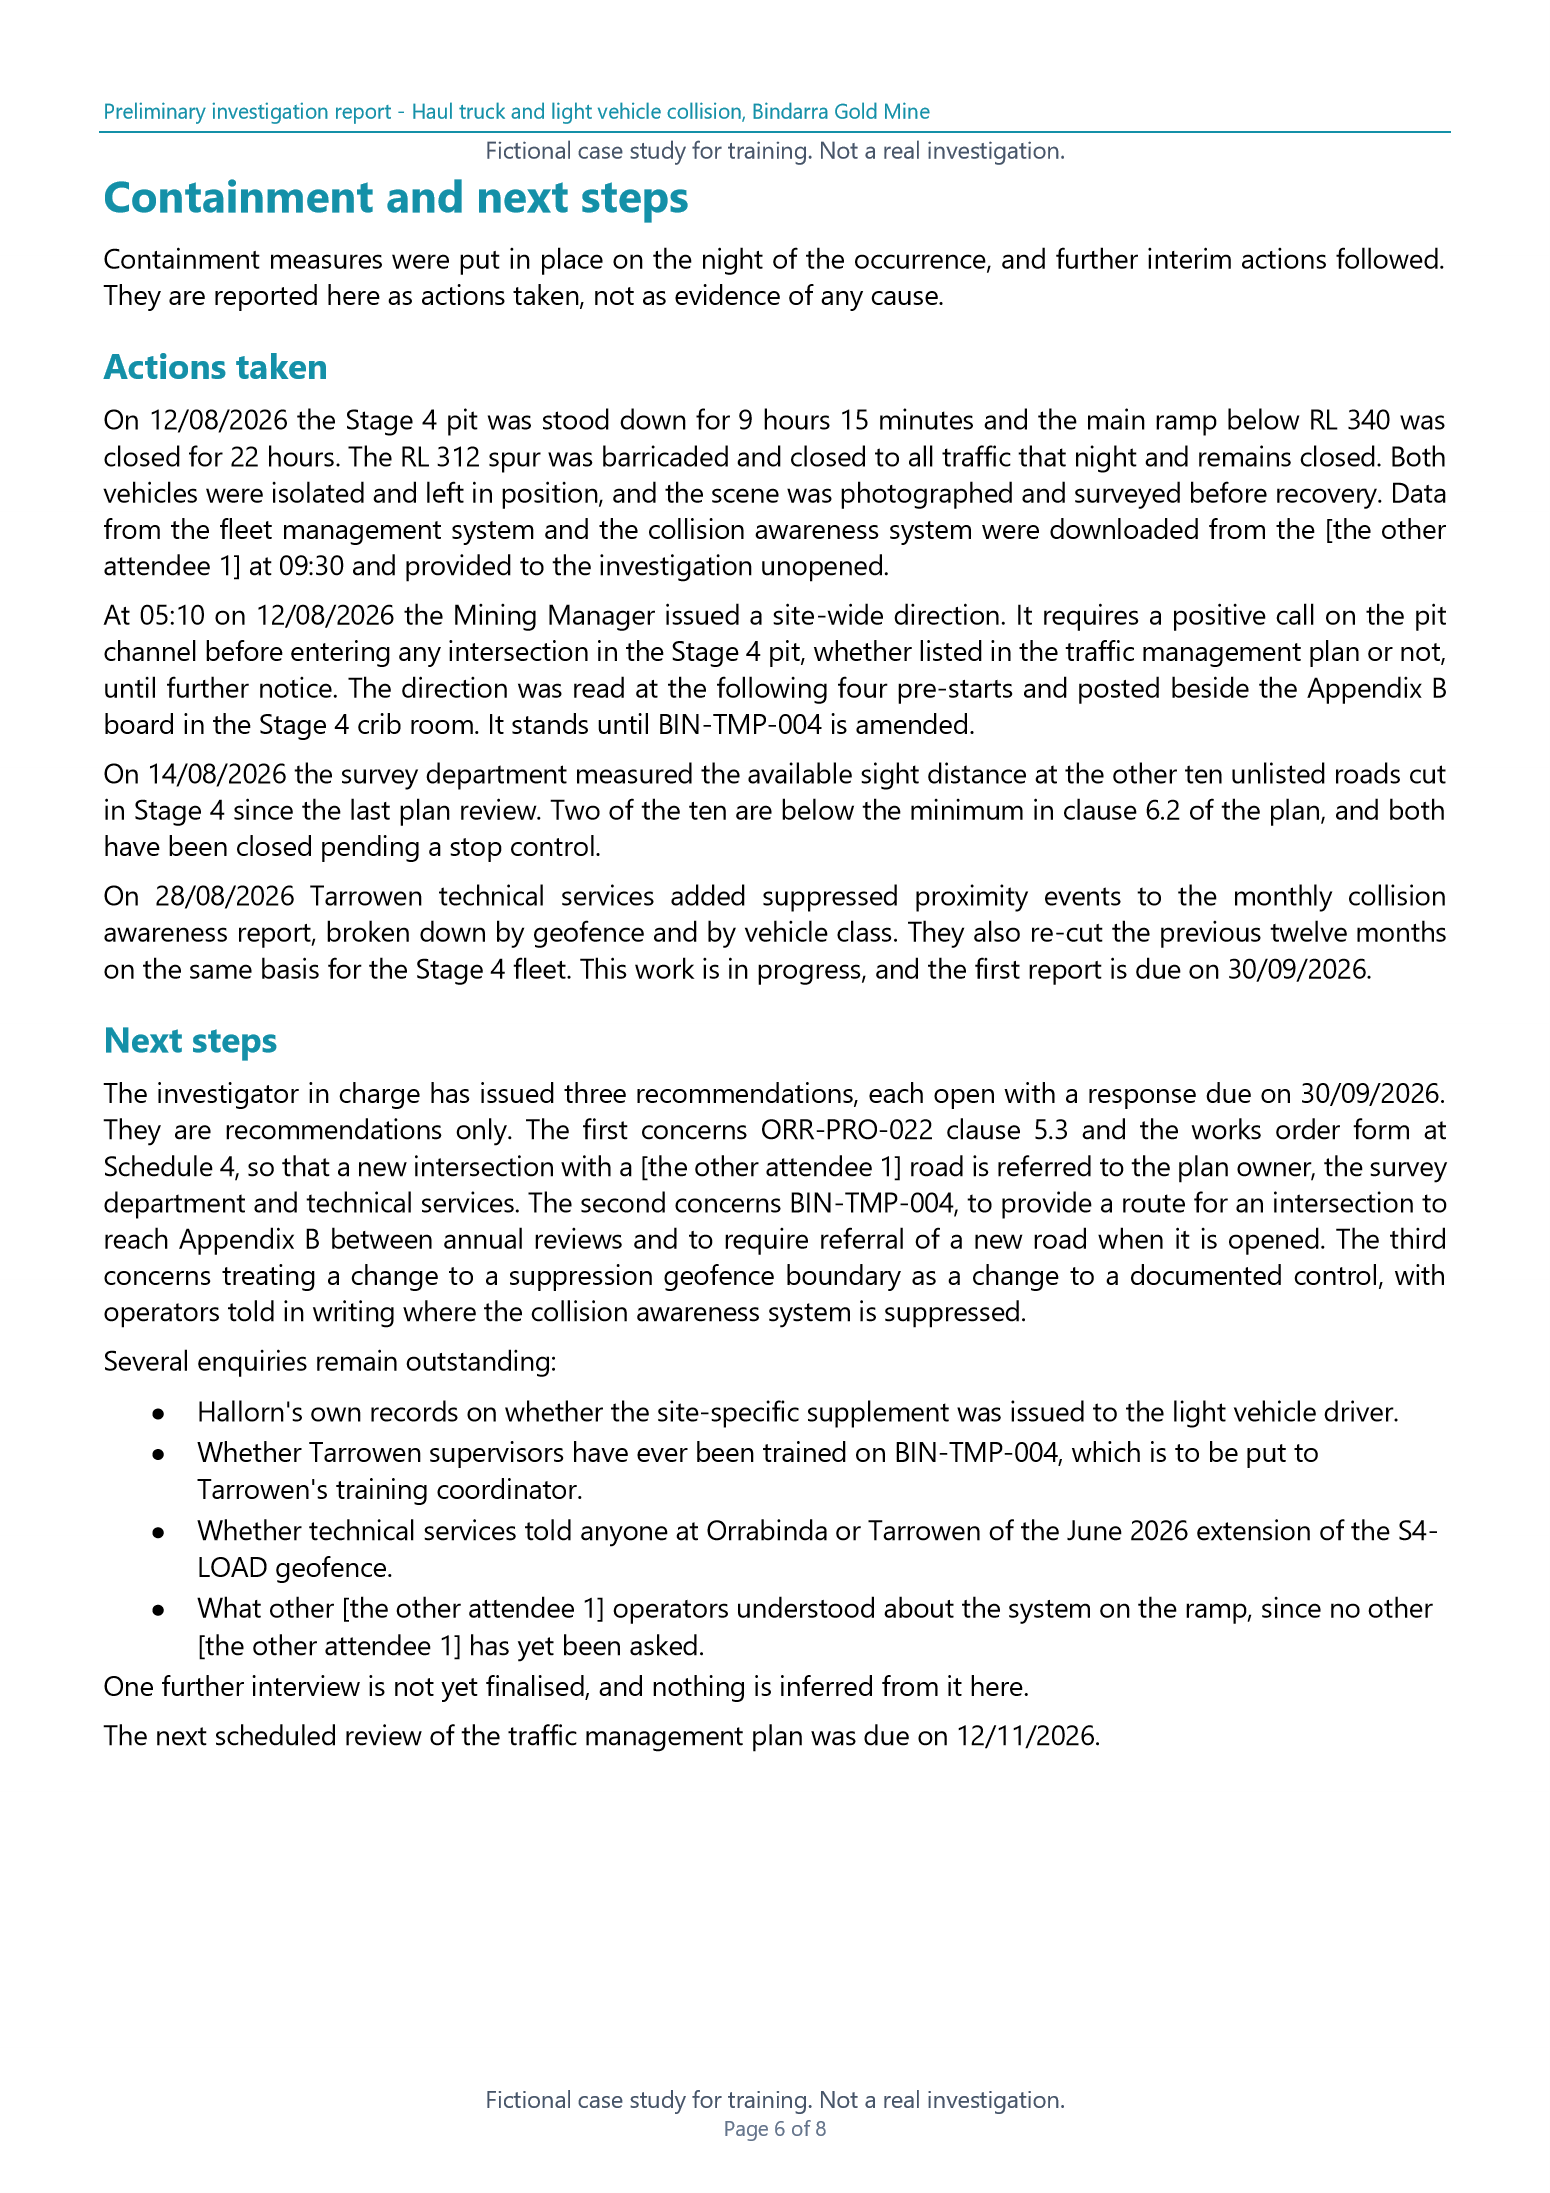 Preliminary investigation report - Haul truck and light vehicle collision, Bindarra Gold Mine
Fictional case study for training. Not a real investigation.
Containment and next steps
Containment measures were put in place on the night of the occurrence, and further interim actions followed.
They are reported here as actions taken, not as evidence of any cause.
Actions taken
On 12/08/2026 the Stage 4 pit was stood down for 9 hours 15 minutes and the main ramp below RL 340 was
closed for 22 hours. The RL 312 spur was barricaded and closed to all traffic that night and remains closed. Both
vehicles were isolated and left in position, and the scene was photographed and surveyed before recovery. Data
from the fleet management system and the collision awareness system were downloaded from the [the other
attendee 1] at 09:30 and provided to the investigation unopened.
At 05:10 on 12/08/2026 the Mining Manager issued a site-wide direction. It requires a positive call on the pit
channel before entering any intersection in the Stage 4 pit, whether listed in the traffic management plan or not,
until further notice. The direction was read at the following four pre-starts and posted beside the Appendix B
board in the Stage 4 crib room. It stands until BIN-TMP-004 is amended.
On 14/08/2026 the survey department measured the available sight distance at the other ten unlisted roads cut
in Stage 4 since the last plan review. Two of the ten are below the minimum in clause 6.2 of the plan, and both
have been closed pending a stop control.
On 28/08/2026 Tarrowen technical services added suppressed proximity events to the monthly collision
awareness report, broken down by geofence and by vehicle class. They also re-cut the previous twelve months
on the same basis for the Stage 4 fleet. This work is in progress, and the first report is due on 30/09/2026.
Next steps
The investigator in charge has issued three recommendations, each open with a response due on 30/09/2026.
They are recommendations only. The first concerns ORR-PRO-022 clause 5.3 and the works order form at
Schedule 4, so that a new intersection with a [the other attendee 1] road is referred to the plan owner, the survey
department and technical services. The second concerns BIN-TMP-004, to provide a route for an intersection to
reach Appendix B between annual reviews and to require referral of a new road when it is opened. The third
concerns treating a change to a suppression geofence boundary as a change to a documented control, with
operators told in writing where the collision awareness system is suppressed.
Several enquiries remain outstanding:
● Hallorn's own records on whether the site-specific supplement was issued to the light vehicle driver.
● Whether Tarrowen supervisors have ever been trained on BIN-TMP-004, which is to be put to
Tarrowen's training coordinator.
● Whether technical services told anyone at Orrabinda or Tarrowen of the June 2026 extension of the S4-
LOAD geofence.
● What other [the other attendee 1] operators understood about the system on the ramp, since no other
[the other attendee 1] has yet been asked.
One further interview is not yet finalised, and nothing is inferred from it here.
The next scheduled review of the traffic management plan was due on 12/11/2026.
Fictional case study for training. Not a real investigation.
Page 6 of 8